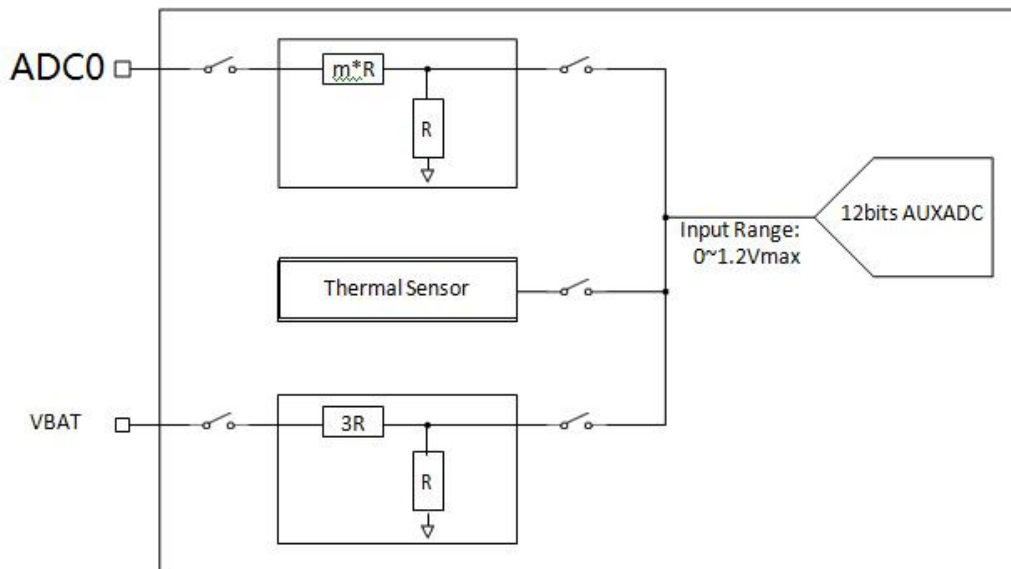 ADC0
m*R
R
Thermal Sensor
12bits AUXADC
Input Range:
0~1.2Vmax
VBAT
3R
R